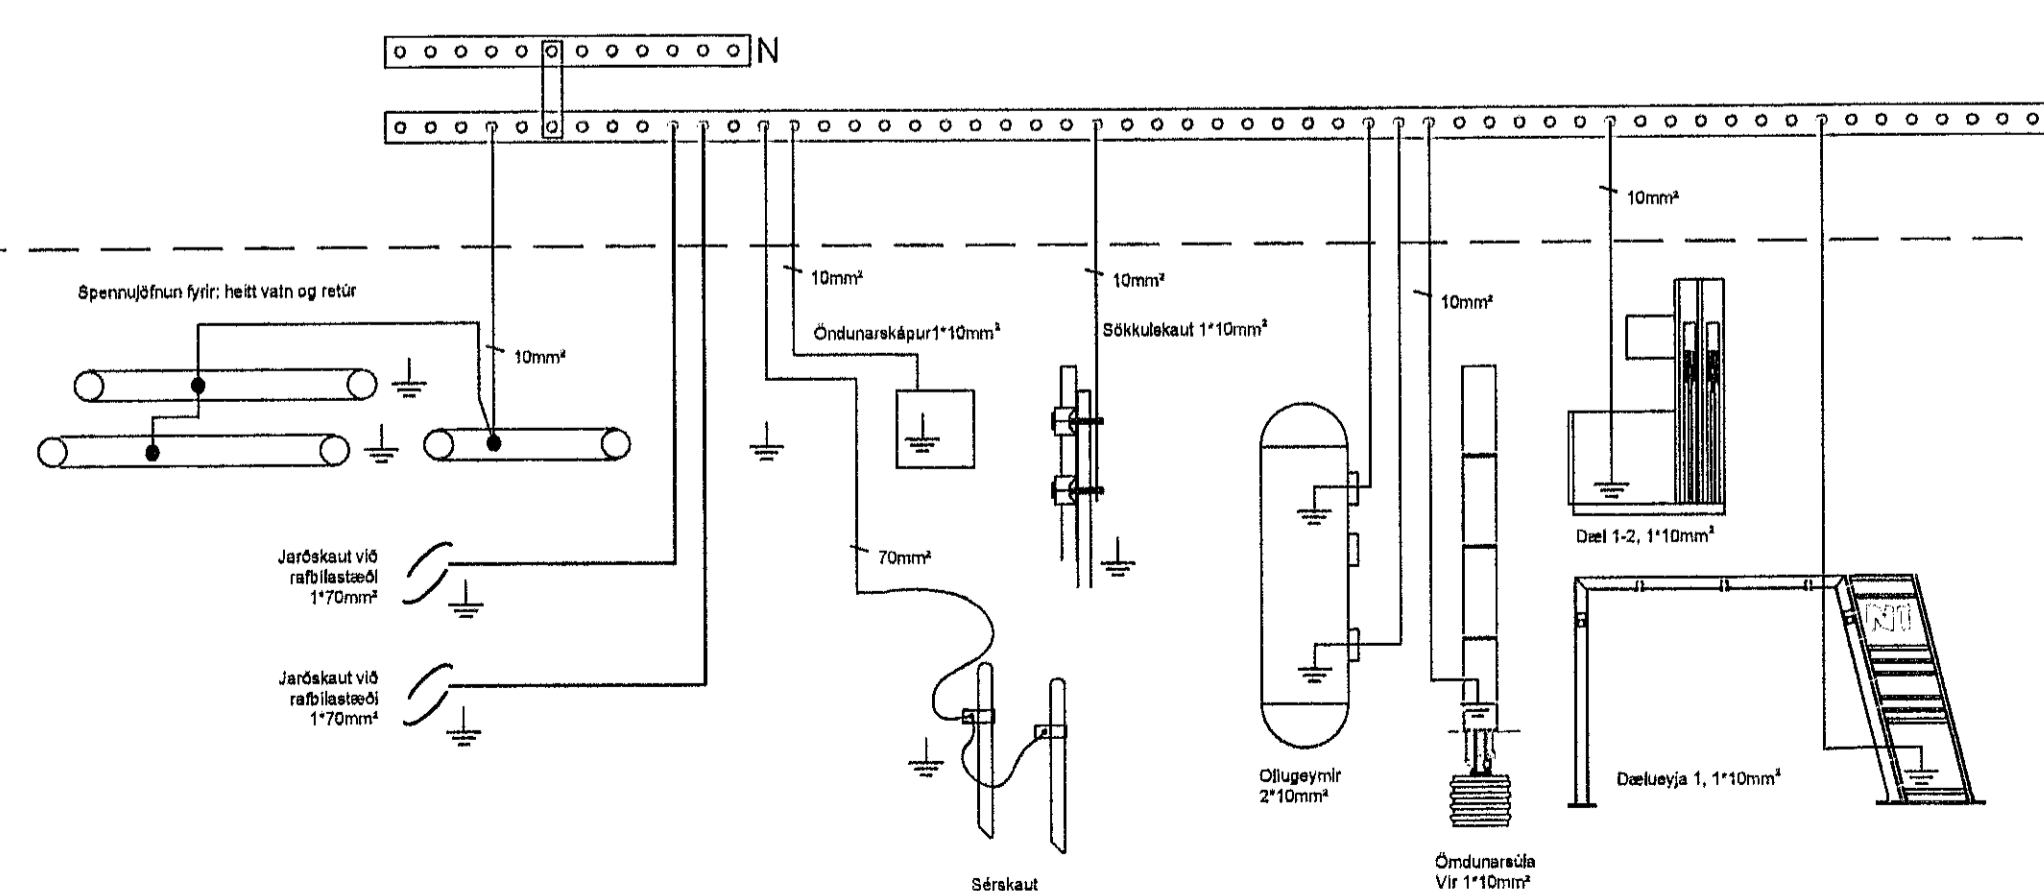 N
10mm²
10mm²
10mm²
10mm²
Spennujöfnun fyrir: heitt vatn og retúr
Öndunarskápur1*10mm²
Sökkulskaut 1*10mm²
10mm²
Dæl 1-2, 1*10mm²
Jarðskaut við
rafbílastæði
1*70mm²
70mm²
N1
Jarðskaut við
rafbílastæði
1*70mm²
Olíugeymir
2*10mm²
Dælueyja 1, 1*10mm²
Ömdunarsúla
Vír 1*10mm²
Sérskaut